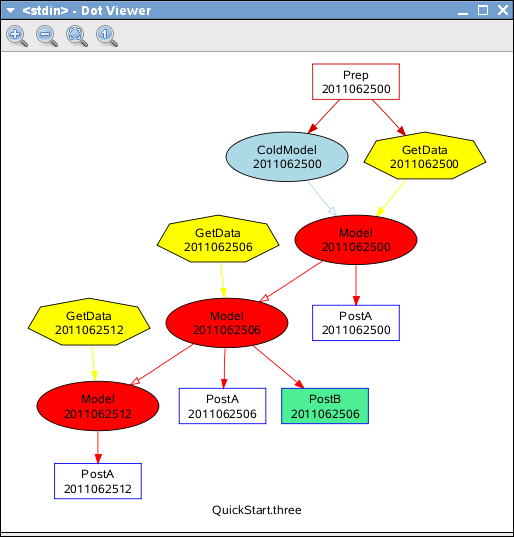 <stdin> - Dot Viewer
Prep
2011062500
ColdModel
2011062500
GetData
2011062500
GetData
2011062506
Model
2011062500
GetData
2011062512
Model
2011062506
PostA
2011062500
Model
2011062512
PostA
2011062506
PostB
2011062506
PostA
2011062512
QuickStart.three